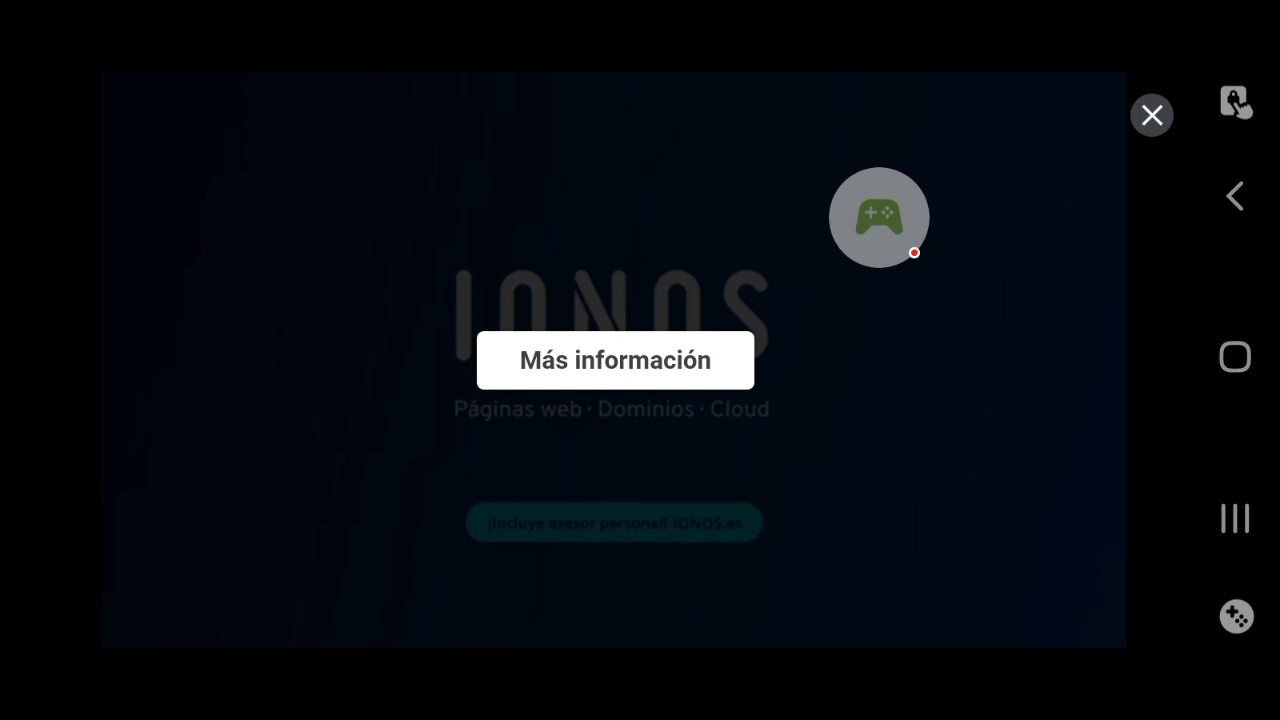 IONOS
Más información
Páginas web · Dominios · Cloud
¡Incluye asesor personal! IONOS.es